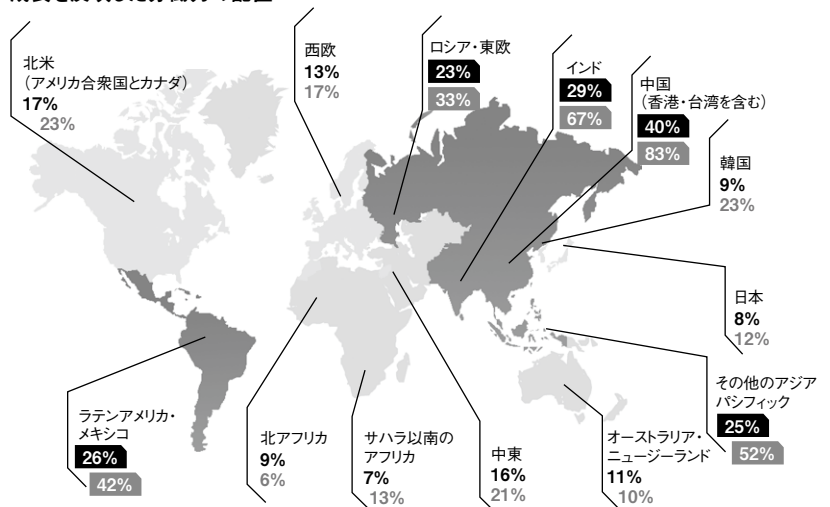 北米
（アメリカ合衆国とカナダ）
17%
23%
西欧
13%
17%
ロシア・東欧
23%
33%
インド
29%
67%
中国
（香港・台湾を含む）
40%
83%
韓国
9%
23%
日本
8%
12%
その他のアジア
パシフィック
25%
52%
ラテンアメリカ・
メキシコ
26%
42%
北アフリカ
9%
6%
サハラ以南の
アフリカ
7%
13%
中東
16%
21%
オーストラリア・
ニュージーランド
11%
10%